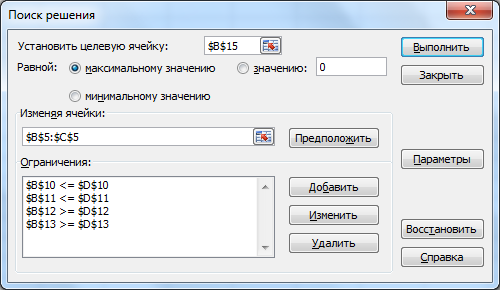 Поиск решения
Установить целевую ячейку: $B$15 Выполнить
Равной: максимальному значению значению: 0 Закрыть
минимальному значению
Изменяя ячейки:
$B$5:$C$5 Предположить
Параметры
Ограничения:
$B$10 <= $D$10 Добавить
$B$11 <= $D$11
$B$12 >= $D$12 Изменить
$B$13 >= $D$13
Восстановить
Удалить
Справка